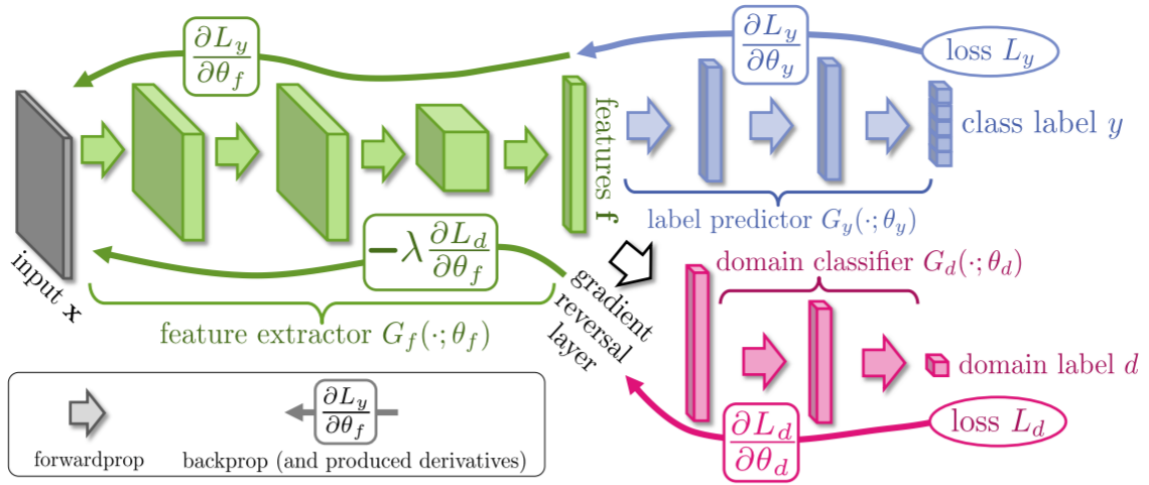 ∂L_y/∂θ_f
∂L_y/∂θ_y
loss L_y
features f
class label y
label predictor G_y(·; θ_y)
input x
−λ ∂L_d/∂θ_f
feature extractor G_f(·; θ_f)
gradient
reversal
layer
domain classifier G_d(·; θ_d)
domain label d
∂L_d/∂θ_d
loss L_d
∂L_y/∂θ_f
forwardprop
backprop (and produced derivatives)